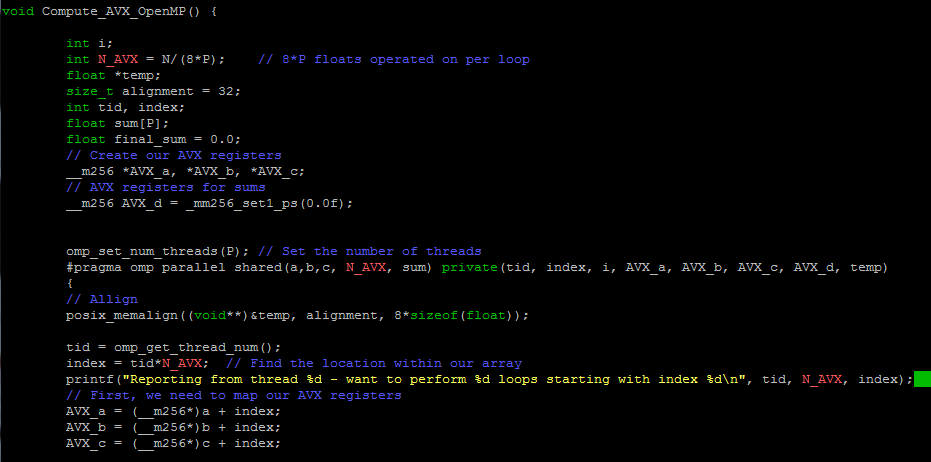 void Compute_AVX_OpenMP() {
int i;
int N_AVX = N/(8*P);    // 8*P floats operated on per loop
float *temp;
size_t alignment = 32;
int tid, index;
float sum[P];
float final_sum = 0.0;
// Create our AVX registers
__m256 *AVX_a, *AVX_b, *AVX_c;
// AVX registers for sums
__m256 AVX_d = _mm256_set1_ps(0.0f);
omp_set_num_threads(P); // Set the number of threads
#pragma omp parallel shared(a,b,c, N_AVX, sum) private(tid, index, i, AVX_a, AVX_b, AVX_c, AVX_d, temp)
{
// Allign
posix_memalign((void**)&temp, alignment, 8*sizeof(float));
tid = omp_get_thread_num();
index = tid*N_AVX;  // Find the location within our array
printf("Reporting from thread %d - want to perform %d loops starting with index %d\n", tid, N_AVX, index);
// First, we need to map our AVX registers
AVX_a = (__m256*)a + index;
AVX_b = (__m256*)b + index;
AVX_c = (__m256*)c + index;